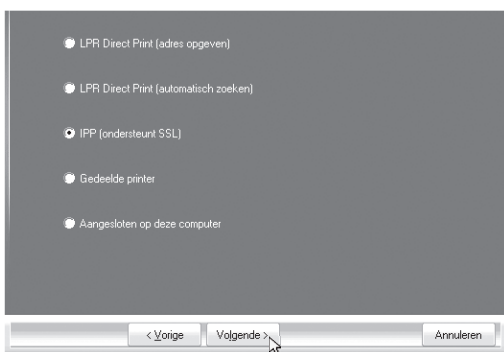 LPR Direct Print (adres opgeven)
LPR Direct Print (automatisch zoeken)
IPP (ondersteunt SSL)
Gedeelde printer
Aangesloten op deze computer
< Vorige Volgende > Annuleren